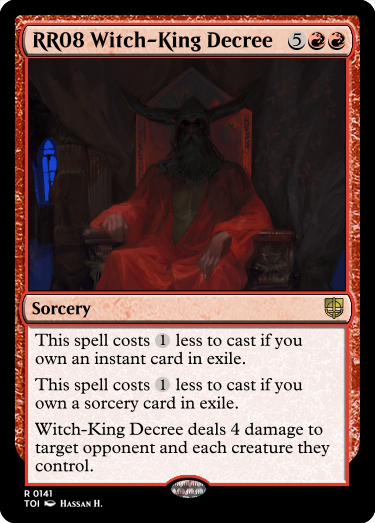 RR08 Witch-King Decree 5
Sorcery
This spell costs 1 less to cast if you
own an instant card in exile.
This spell costs 1 less to cast if you
own a sorcery card in exile.
Witch-King Decree deals 4 damage to
target opponent and each creature they
control.
R 0141
TOI Hassan H.